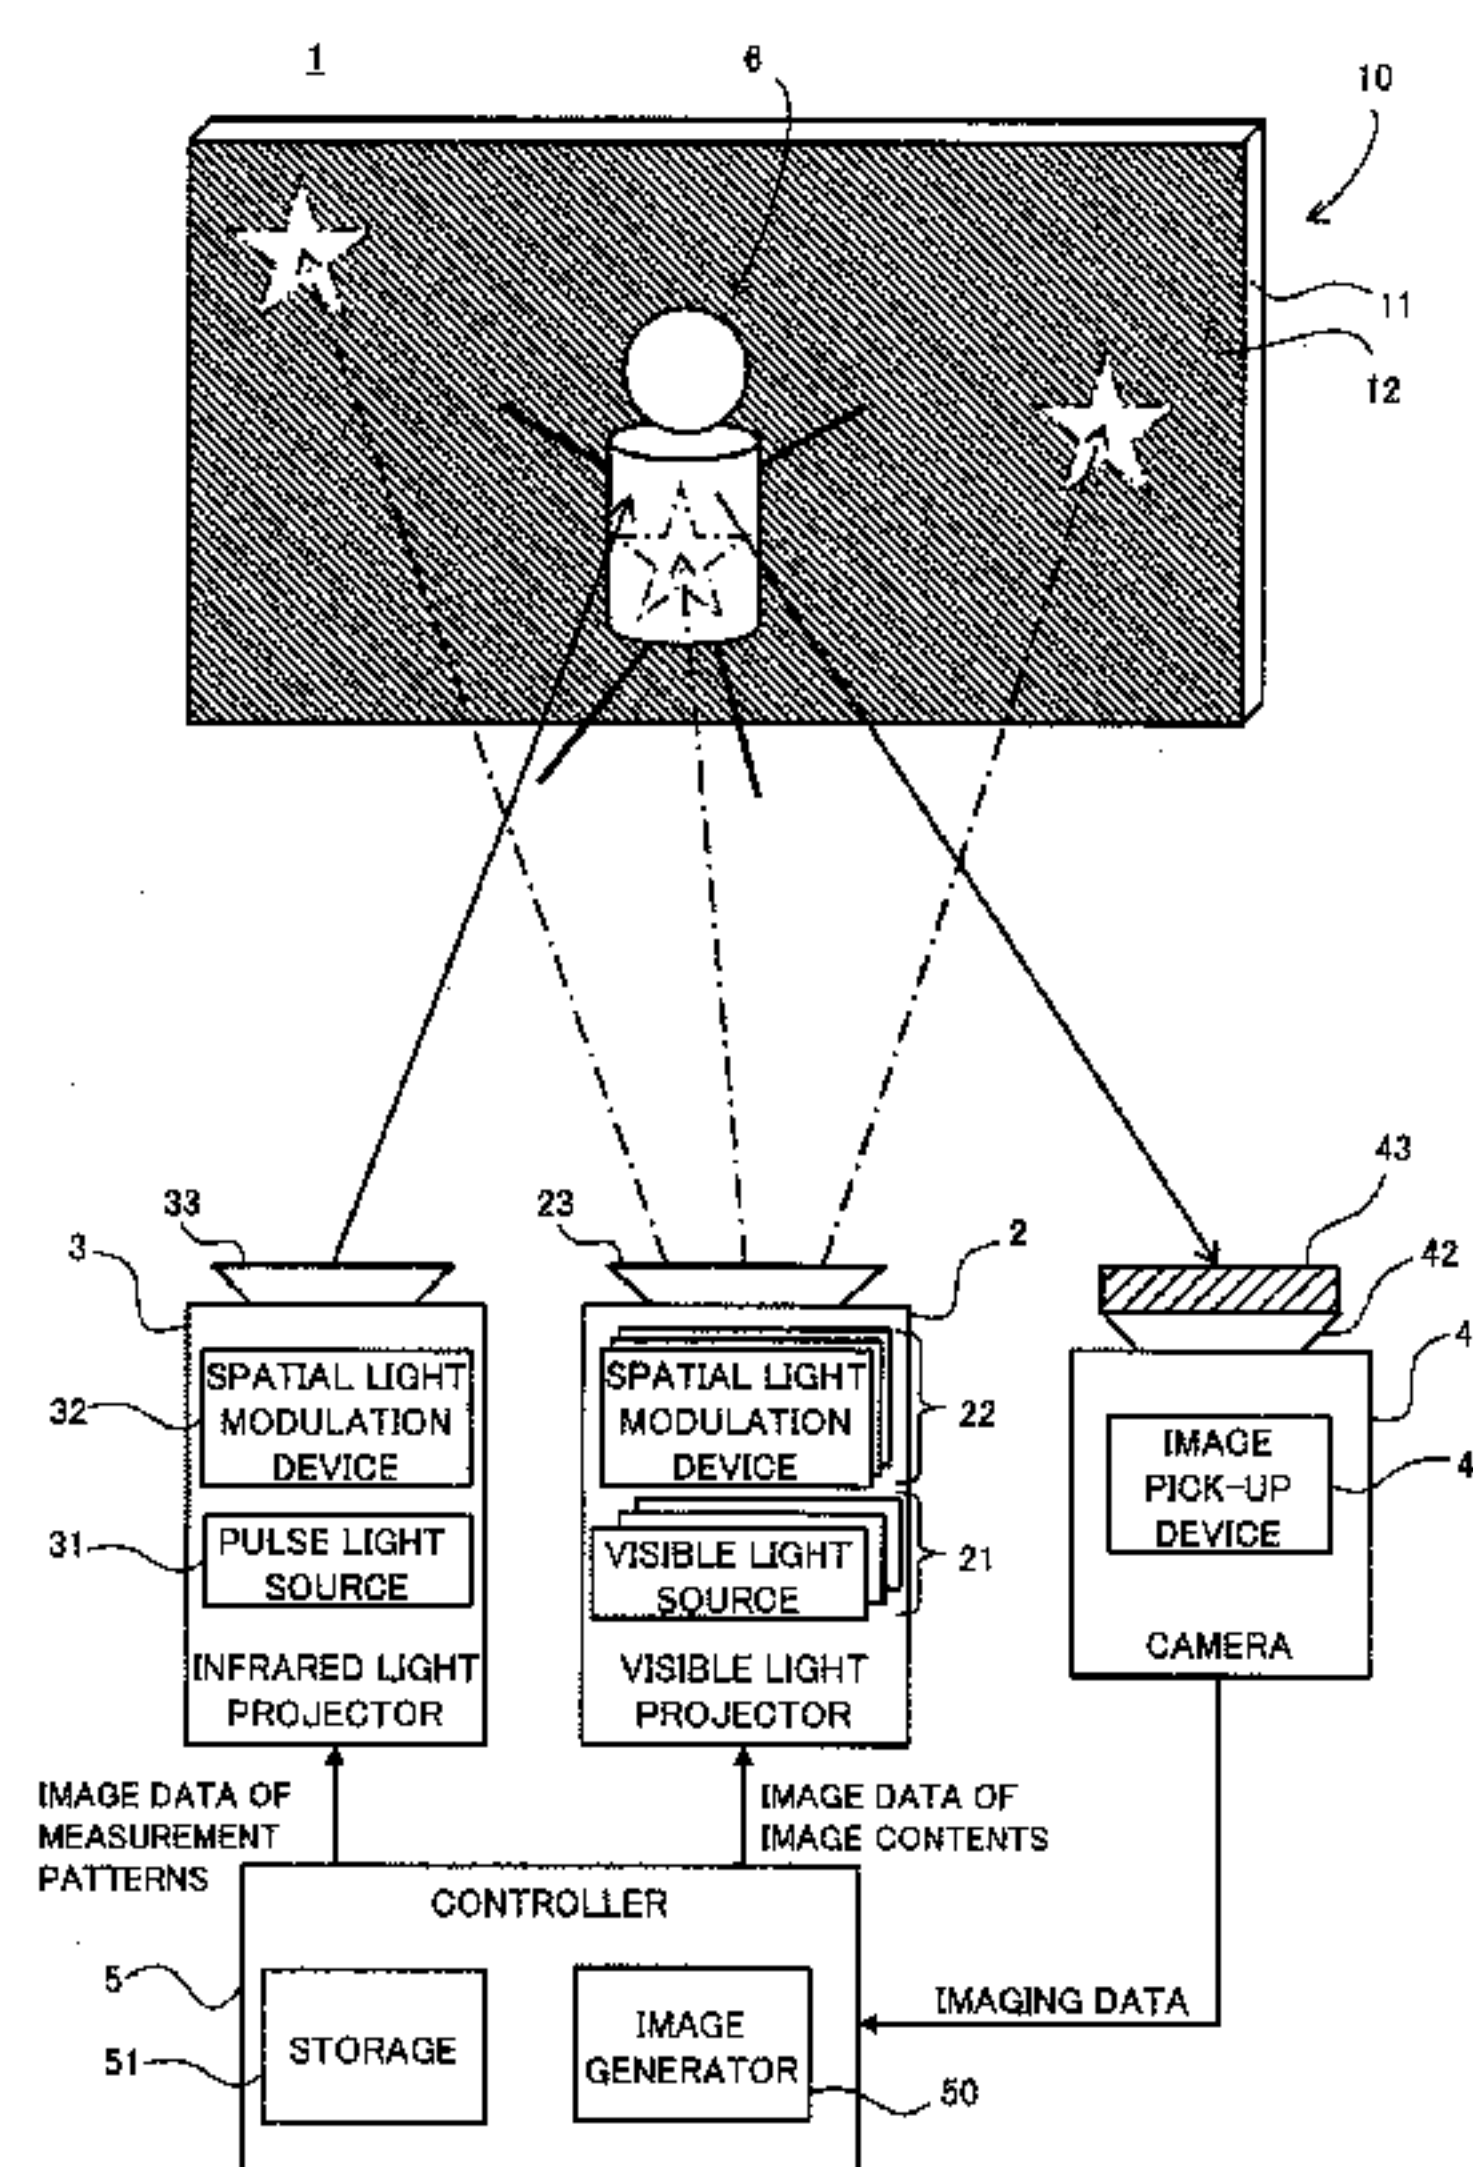 1
6
10
11
12
33
3
23
2
43
42
4
SPATIAL LIGHT
MODULATION
DEVICE
32
SPATIAL LIGHT
MODULATION
DEVICE
22
IMAGE
PICK-UP
DEVICE
4
31
PULSE LIGHT
SOURCE
VISIBLE LIGHT
SOURCE
21
INFRARED LIGHT
PROJECTOR
VISIBLE LIGHT
PROJECTOR
CAMERA
IMAGE DATA OF
MEASUREMENT
PATTERNS
IMAGE DATA OF
IMAGE CONTENTS
CONTROLLER
5
51
STORAGE
IMAGE
GENERATOR
50
IMAGING DATA